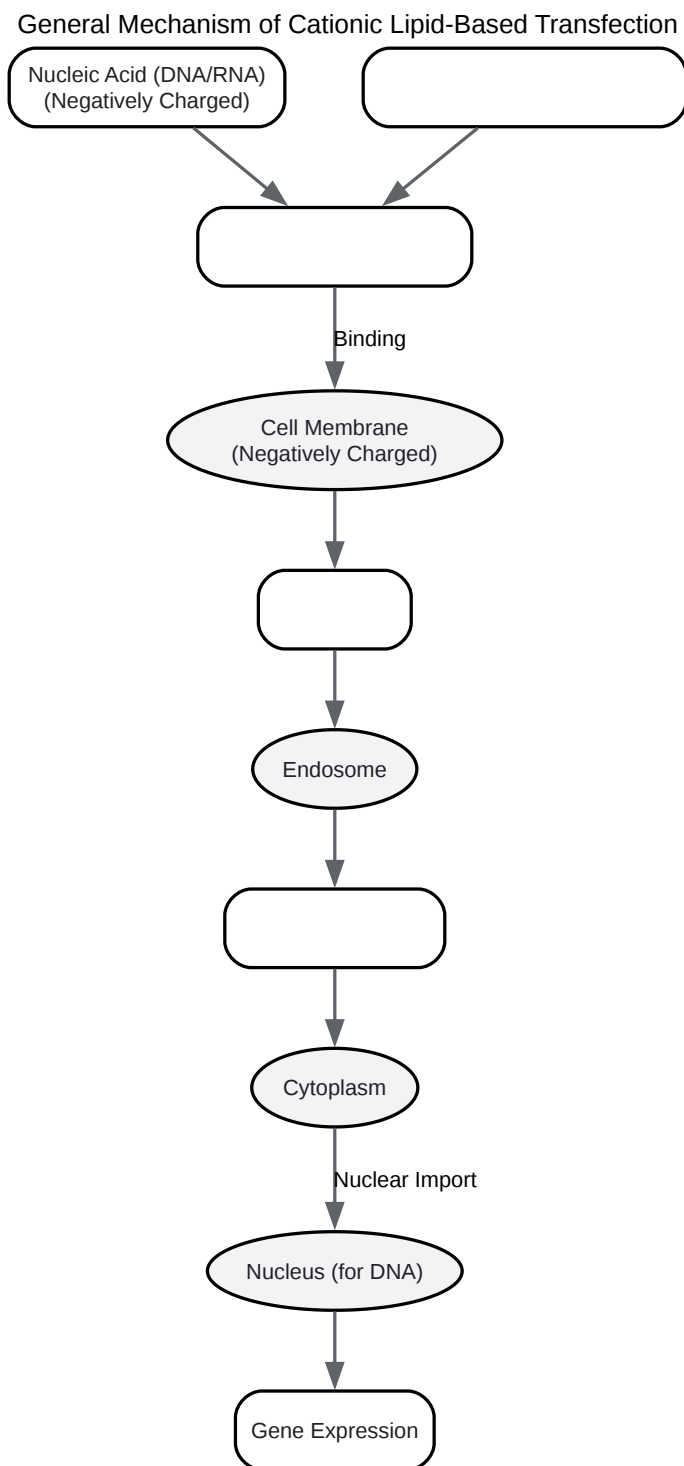 General Mechanism of Cationic Lipid-Based Transfection
Nucleic Acid (DNA/RNA)
(Negatively Charged)
Binding
Cell Membrane
(Negatively Charged)
Endosome
Cytoplasm
Nuclear Import
Nucleus (for DNA)
Gene Expression